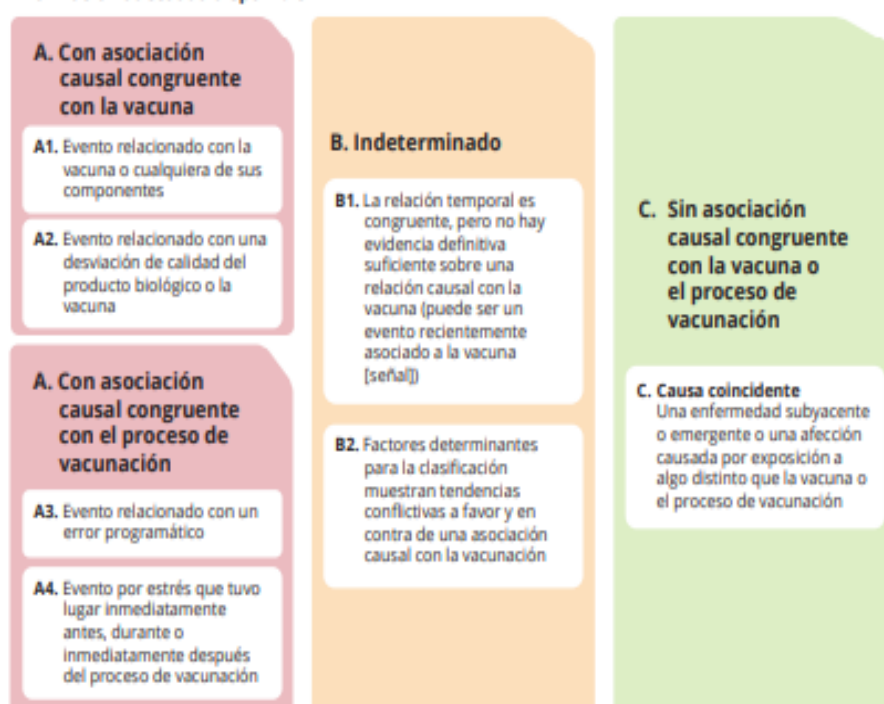 A. Con asociación
causal congruente
con la vacuna
A1. Evento relacionado con la
vacuna o cualquiera de sus
componentes
A2. Evento relacionado con una
desviación de calidad del
producto biológico o la
vacuna
A. Con asociación
causal congruente
con el proceso de
vacunación
A3. Evento relacionado con un
error programático
A4. Evento por estrés que tuvo
lugar inmediatamente
antes, durante o
inmediatamente después
del proceso de vacunación
B. Indeterminado
B1. La relación temporal es
congruente, pero no hay
evidencia definitiva
suficiente sobre una
relación causal con la
vacuna (puede ser un
evento recientemente
asociado a la vacuna
[señal])
B2. Factores determinantes
para la clasificación
muestran tendencias
conflictivas a favor y en
contra de una asociación
causal con la vacunación
C. Sin asociación
causal congruente
con la vacuna o
el proceso de
vacunación
C. Causa coincidente
Una enfermedad subyacente
o emergente o una afección
causada por exposición a
algo distinto que la vacuna o
el proceso de vacunación